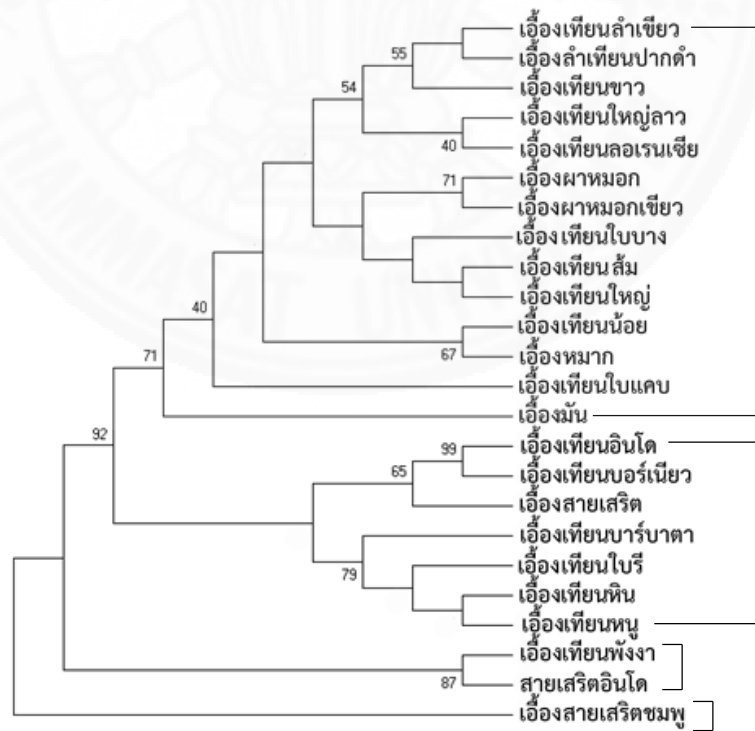 เอื้องเทียนลำเขียว
เอื้องลำเทียนปากดำ
55
เอื้องเทียนขาว
54
เอื้องเทียนใหญ่ลาว
40
เอื้องเทียนลอเรนเซีย
71
เอื้องผาหมอก
เอื้องผาหมอกเขียว
เอื้องเทียนใบบาง
เอื้องเทียนส้ม
เอื้องเทียนใหญ่
40
เอื้องเทียนน้อย
67
เอื้องหมาก
71
เอื้องเทียนใบแคบ
เอื้องมัน
92
99
เอื้องเทียนอินโด
65
เอื้องเทียนบอร์เนียว
เอื้องสายเสริต
เอื้องเทียนบาร์บาตา
79
เอื้องเทียนใบรี
เอื้องเทียนหิน
เอื้องเทียนหนู
เอื้องเทียนพังงา
87
สายเสริตอินโด
เอื้องสายเสริตชมพู